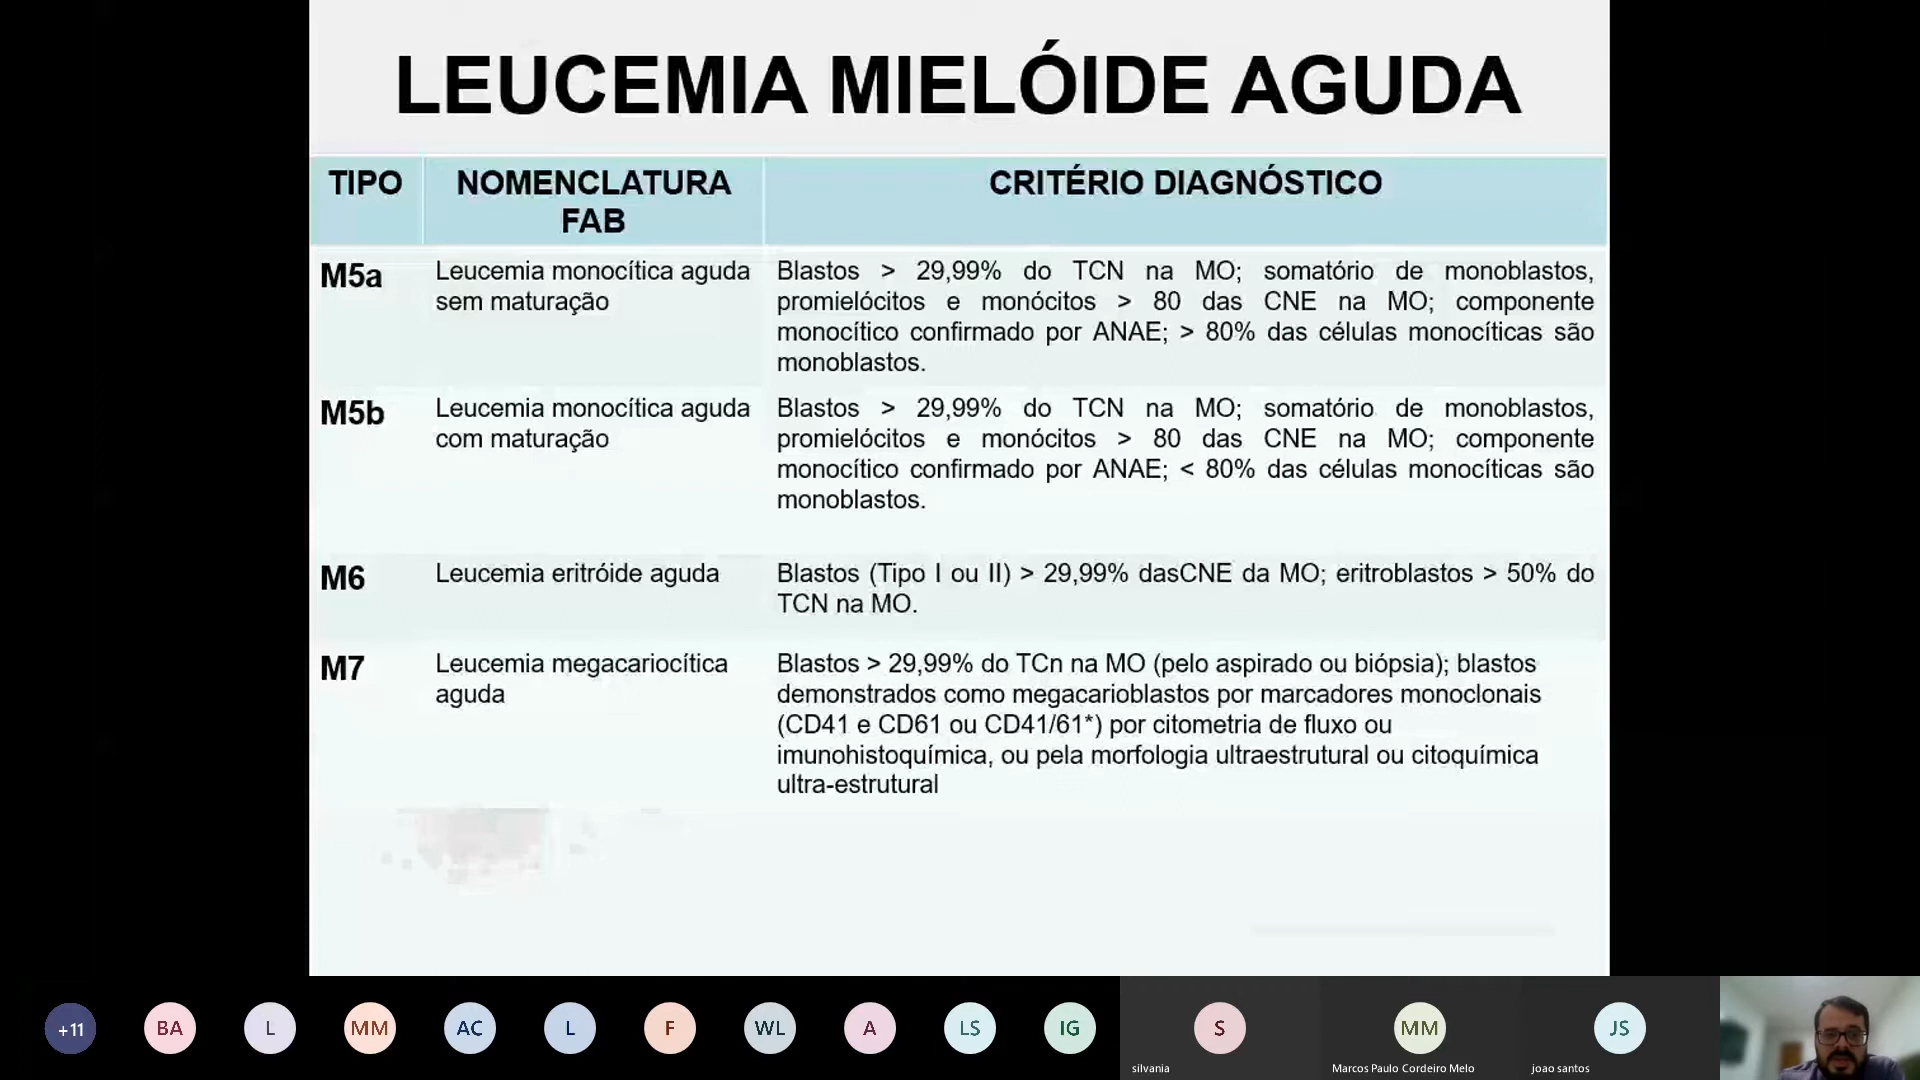 LEUCEMIA MIELÓIDE AGUDA
TIPO
NOMENCLATURA
FAB
CRITÉRIO DIAGNÓSTICO
M5a
Leucemia monocítica aguda
sem maturação
Blastos > 29,99% do TCN na MO; somatório de monoblastos,
promielócitos e monócitos > 80 das CNE na MO; componente
monocítico confirmado por ANAE; > 80% das células monocíticas são
monoblastos.
M5b
Leucemia monocítica aguda
com maturação
Blastos > 29,99% do TCN na MO; somatório de monoblastos,
promielócitos e monócitos > 80 das CNE na MO; componente
monocítico confirmado por ANAE; < 80% das células monocíticas são
monoblastos.
M6
Leucemia eritróide aguda
Blastos (Tipo I ou II) > 29,99% dasCNE da MO; eritroblastos > 50% do
TCN na MO.
M7
Leucemia megacariocítica
aguda
Blastos > 29,99% do TCn na MO (pelo aspirado ou biópsia); blastos
demonstrados como megacarioblastos por marcadores monoclonais
(CD41 e CD61 ou CD41/61*) por citometria de fluxo ou
imunohistoquímica, ou pela morfologia ultraestrutural ou citoquímica
ultra-estrutural
+11
BA
L
MM
AC
L
F
WL
A
LS
IG
S
silvania
MM
Marcos Paulo Cordeiro Melo
JS
joao santos